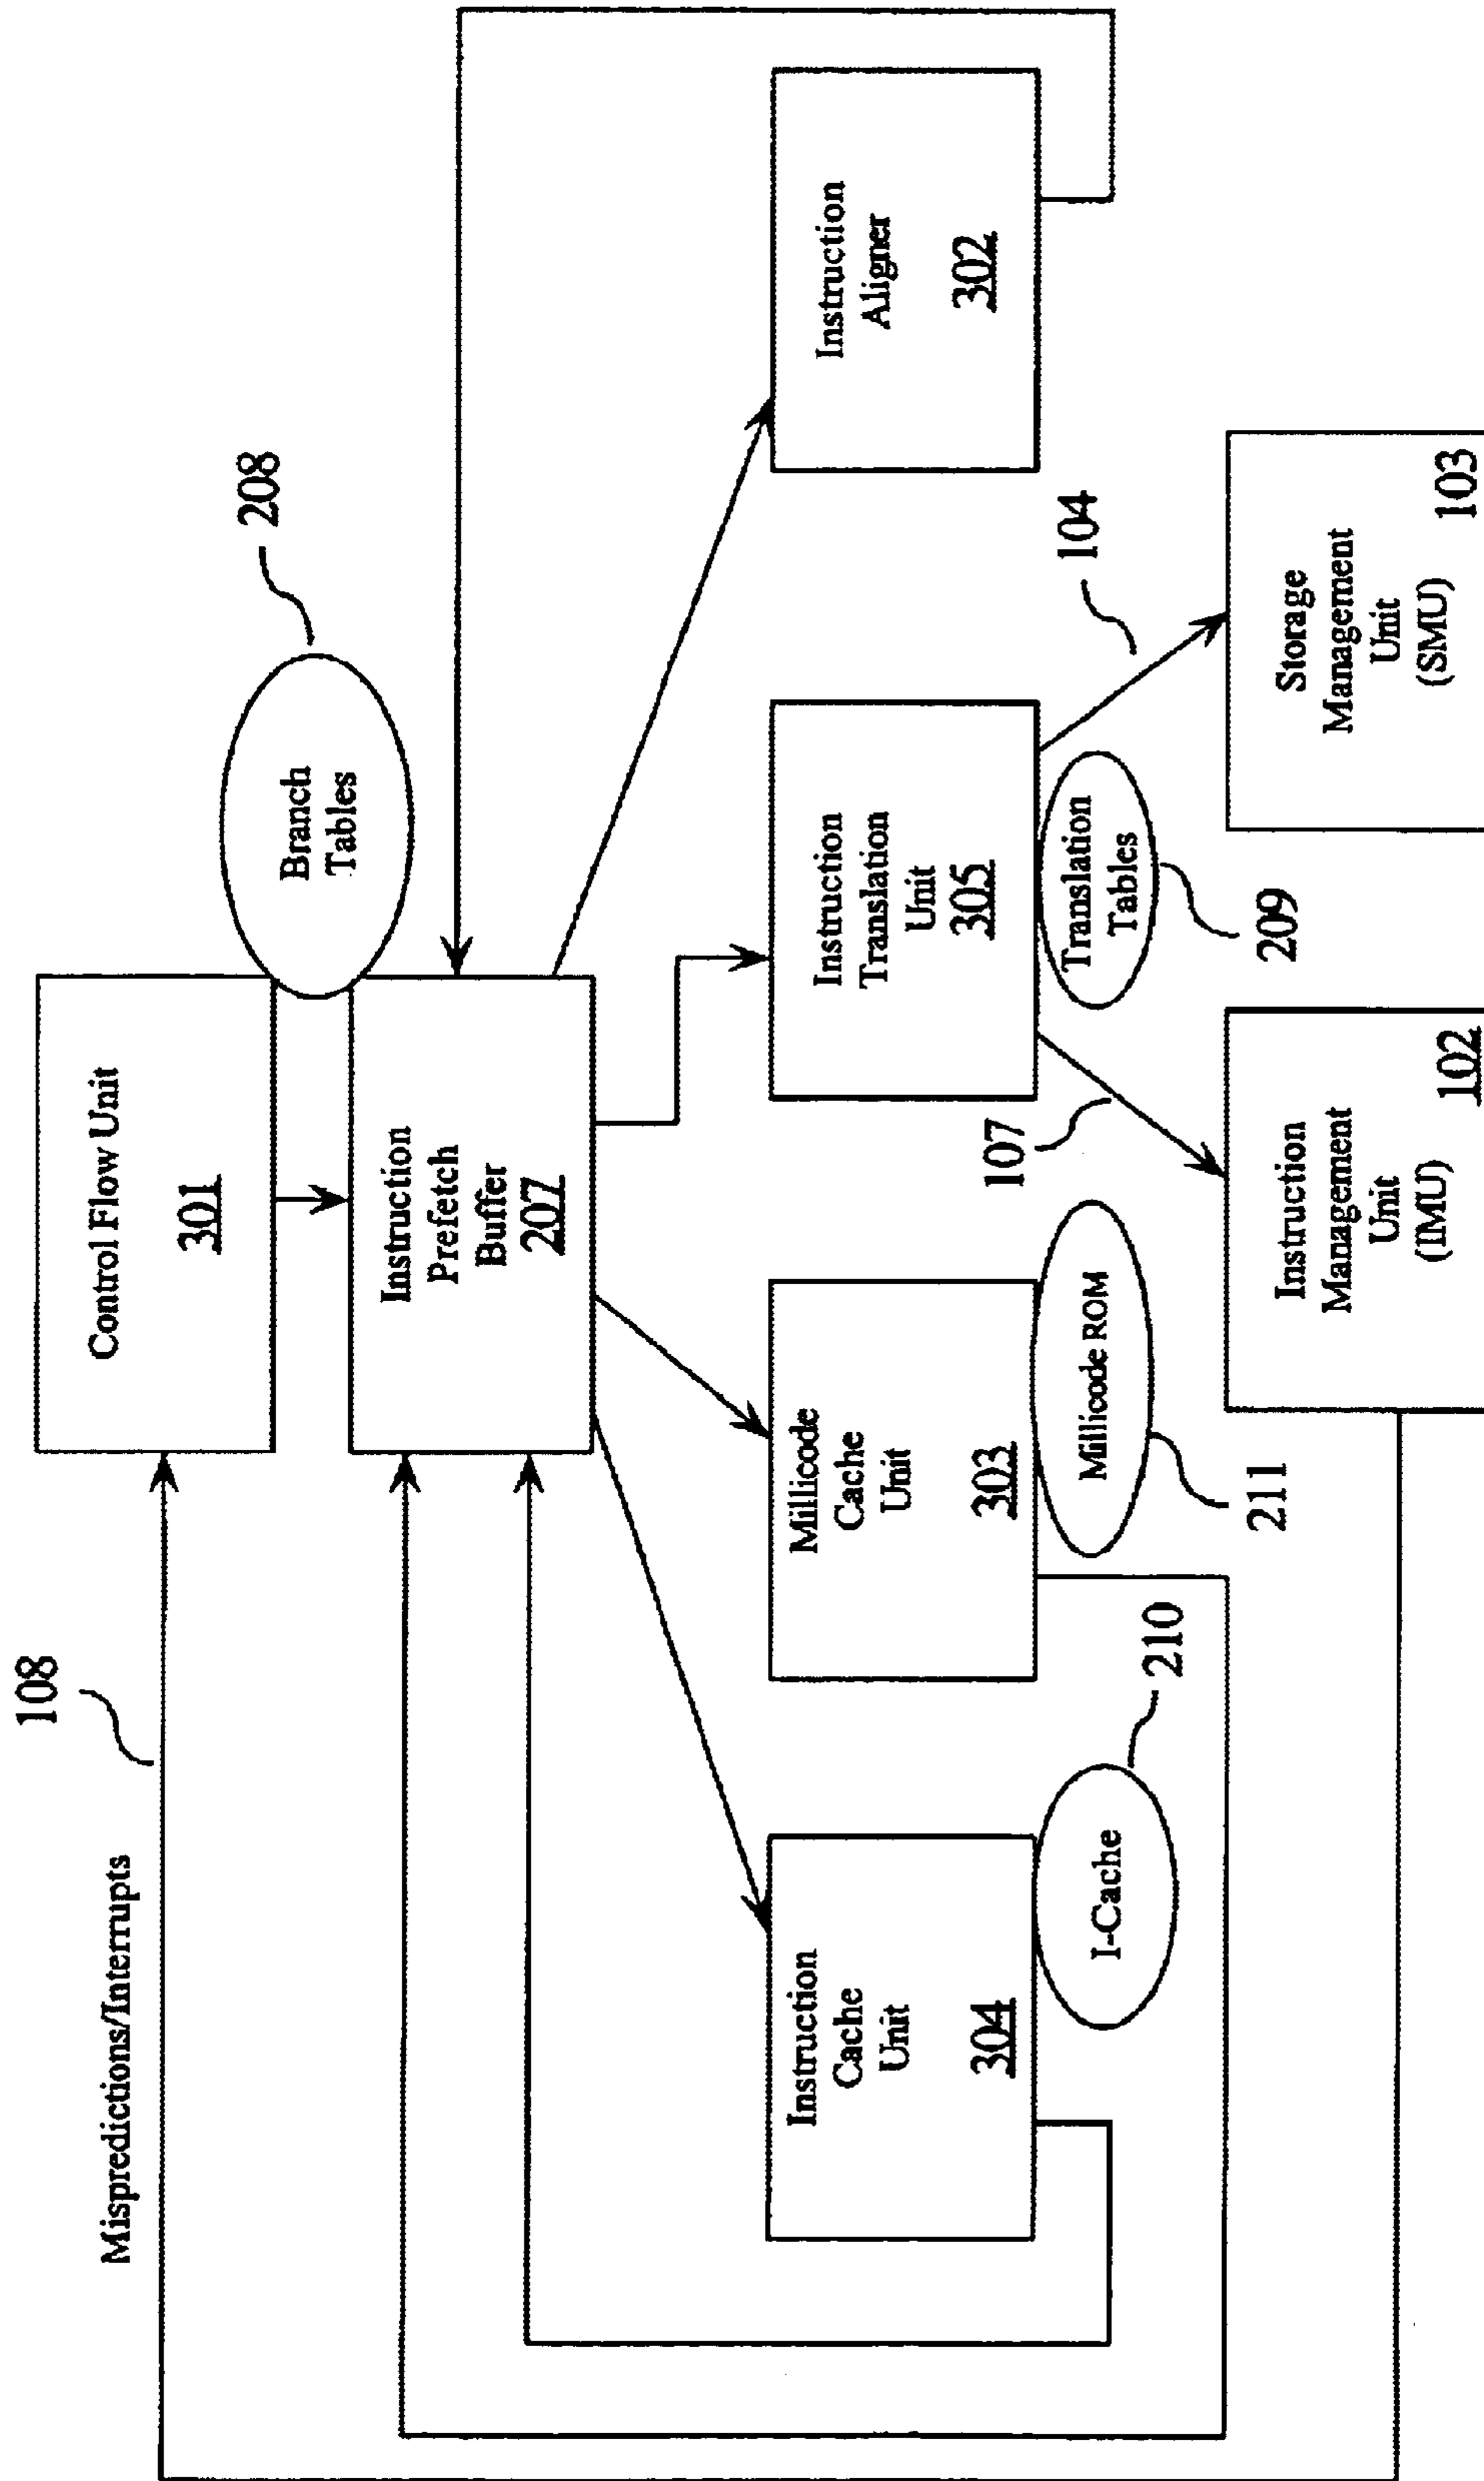 108
Mispredictions/Interrupts
Control Flow Unit
301
208
Branch
Tables
Instruction
Prefetch
Buffer
207
Instruction
Cache
Unit
304
I-Cache
210
Millicode
Cache
Unit
303
Millicode ROM
211
Instruction
Translation
Unit
305
Translation
Tables
209
Instruction
Aligner
302
107
104
Instruction
Management
Unit
(IMU)
102
Storage
Management
Unit
(SMU)
103